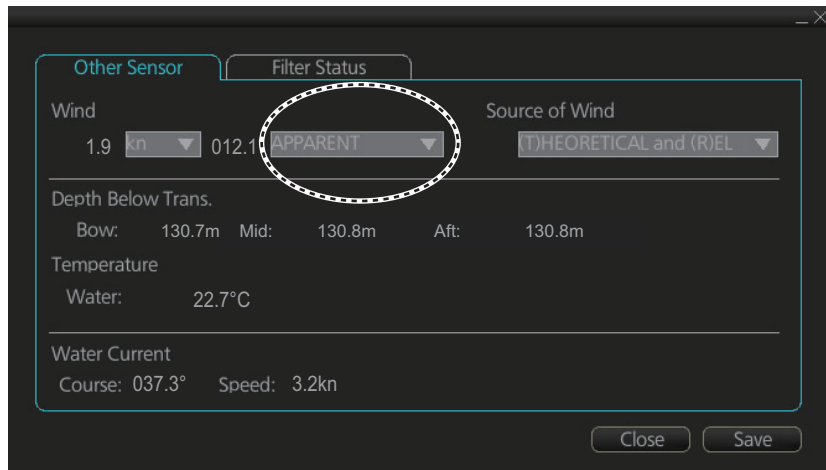 Other Sensor Filter Status
Wind Source of Wind
1.9 kn 012.1 APPARENT (T)HEORETICAL and (R)EL
Depth Below Trans.
Bow: 130.7m Mid: 130.8m Aft: 130.8m
Temperature
Water: 22.7°C
Water Current
Course: 037.3° Speed: 3.2kn
Close Save